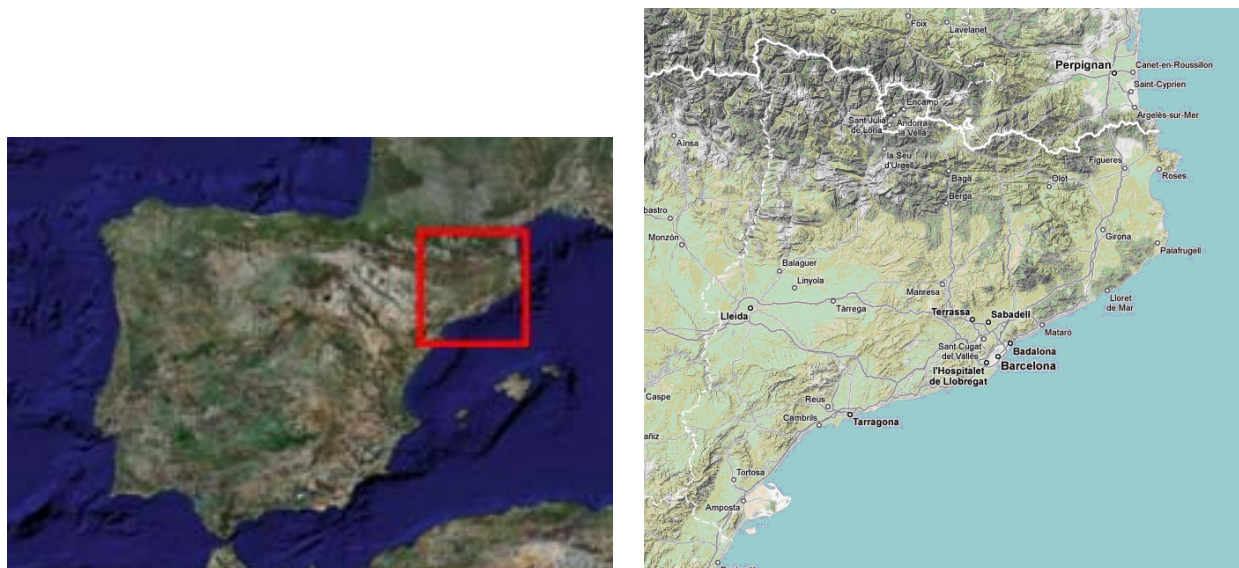 Foix
Lavelanet
Perpignan
Canet-en-Roussillon
Saint-Cyprien
Argelès-sur-Mer
Encamp
Sant Julià
de Lòria
Andorra
la Vella
Aínsa
la Seu
d'Urgell
Bagà
Berga
Olot
Figueres
Roses
bastro
Monzón
Girona
Palafrugell
Balaguer
Linyola
Manresa
Lloret
de Mar
Lleida
Tàrrega
Terrassa
Sabadell
Mataró
Sant Cugat
del Vallès
Badalona
Barcelona
l'Hospitalet
de Llobregat
Caspe
Reus
Cambrils
Tarragona
añiz
Tortosa
Amposta